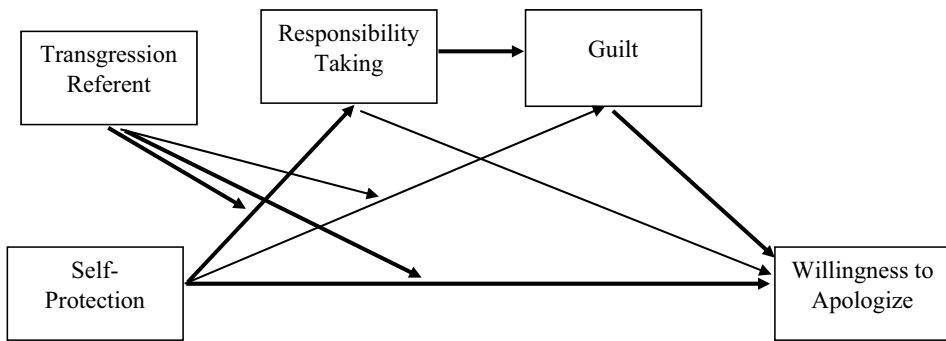 Transgression
Referent
Responsibility
Taking
Guilt
Self-
Protection
Willingness to
Apologize